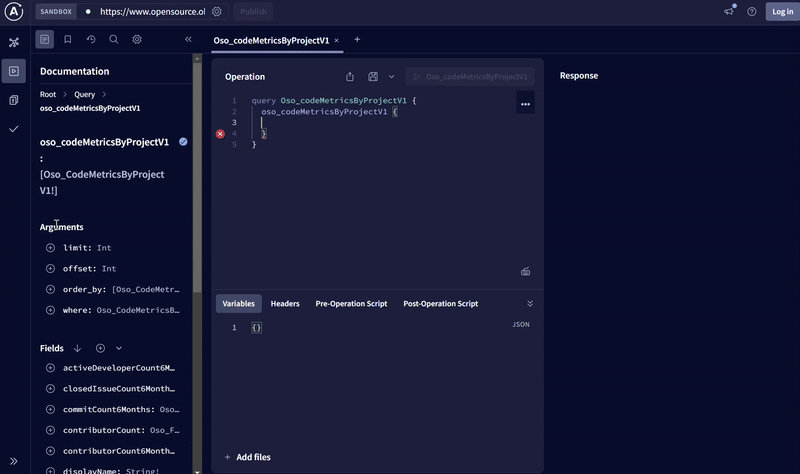 SANDBOX
https://www.opensource.ol
Publish
Log in
Documentation
Root > Query >
oso_codeMetricsByProjectV1
oso_codeMetricsByProjectV1
:
[Oso_CodeMetricsByProject
V1!]
Arguments
limit: Int
offset: Int
order_by: [Oso_CodeMetr…
where: Oso_CodeMetricsB…
Fields
activeDeveloperCount6M…
closedIssueCount6Month…
commitCount6Months: Oso…
contributorCount: Oso_F…
contributorCount6Month…
displayName: String!
Oso_codeMetricsByProjectV1
Operation
Oso_codeMetricsByProjectV1
1 query Oso_codeMetricsByProjectV1 {
2 oso_codeMetricsByProjectV1 {
3
4 }
5 }
Variables Headers Pre-Operation Script Post-Operation Script
1 {}
JSON
+ Add files
Response